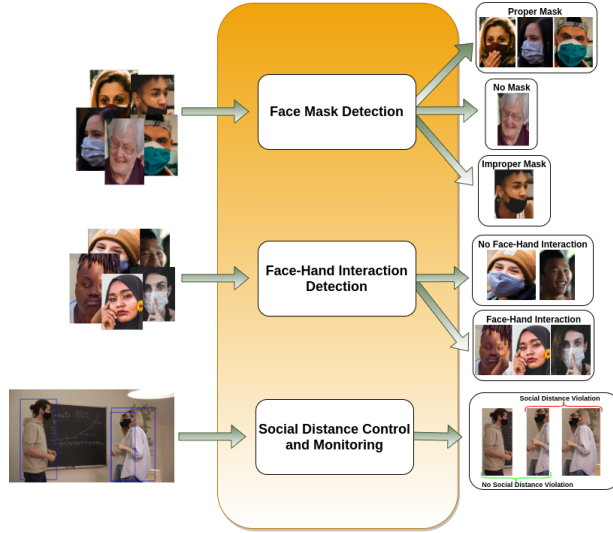 Proper Mask
Face Mask Detection
No Mask
Improper Mask
No Face-Hand Interaction
Face-Hand Interaction
Detection
Face-Hand Interaction
Social Distance Violation
Social Distance Control
and Monitoring
No Social Distance Violation